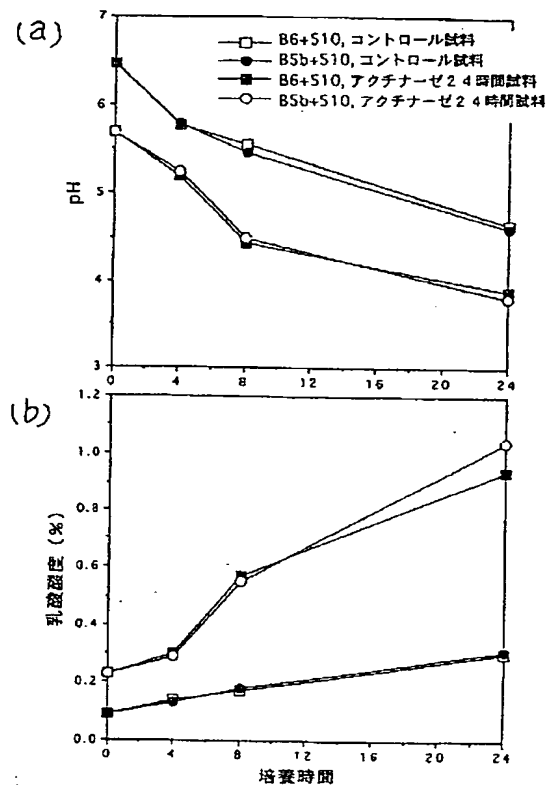 (a)
B6+S10, コントロール試料
B5b+S10, コントロール試料
B6+S10, アクチナーゼ24時間試料
B5b+S10, アクチナーゼ24時間試料
7
6
5
4
3
pH
0 4 8 12 16 20 24
(b)
1.2
1.0
0.8
0.6
0.4
0.2
0.0
乳酸酸度 (%)
0 4 8 12 16 20 24
培養時間